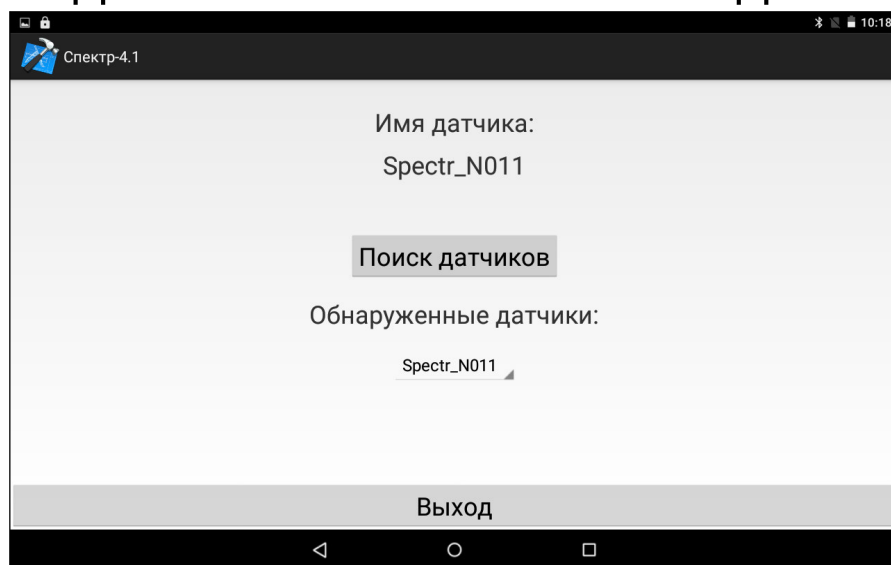 10:18
Спектр-4.1
Имя датчика:
Spectr_N011
Поиск датчиков
Обнаруженные датчики:
Spectr_N011
Выход